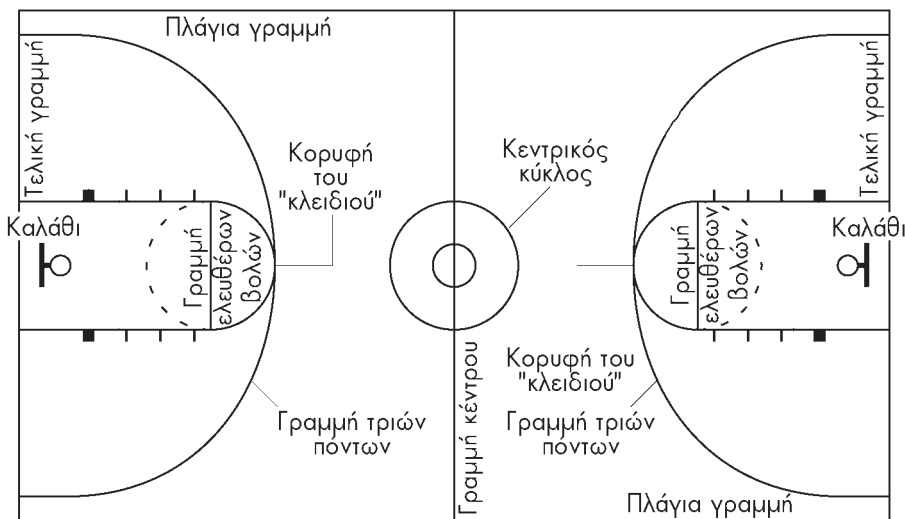 Πλάγια γραμμή
Τελική γραμμή
Κορυφή
του
"κλειδιού"
Κεντρικός
κύκλος
Τελική γραμμή
Καλάθι
Γραμμή
ελευθέρων
βολών
Γραμμή
ελευθέρων
βολών
Καλάθι
Γραμμή κέντρου
Κορυφή του
"κλειδιού"
Γραμμή τριών
πόντων
Γραμμή τριών
πόντων
Πλάγια γραμμή